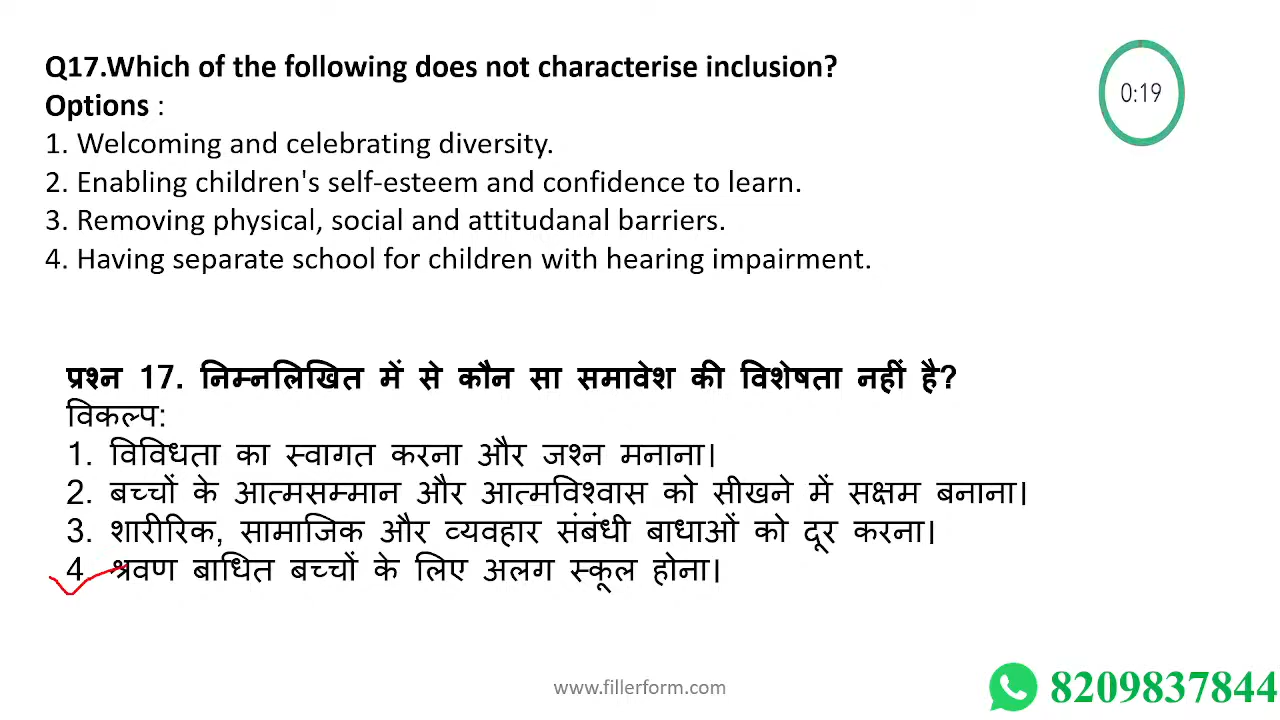 Q17.Which of the following does not characterise inclusion?
Options :
1. Welcoming and celebrating diversity.
2. Enabling children's self-esteem and confidence to learn.
3. Removing physical, social and attitudanal barriers.
4. Having separate school for children with hearing impairment.
0:19
प्रश्न 17. निम्नलिखित में से कौन सा समावेश की विशेषता नहीं है?
विकल्प:
1. विविधता का स्वागत करना और जश्न मनाना।
2. बच्चों के आत्मसम्मान और आत्मविश्वास को सीखने में सक्षम बनाना।
3. शारीरिक, सामाजिक और व्यवहार संबंधी बाधाओं को दूर करना।
4 श्रवण बाधित बच्चों के लिए अलग स्कूल होना।
www.fillerform.com
8209837844